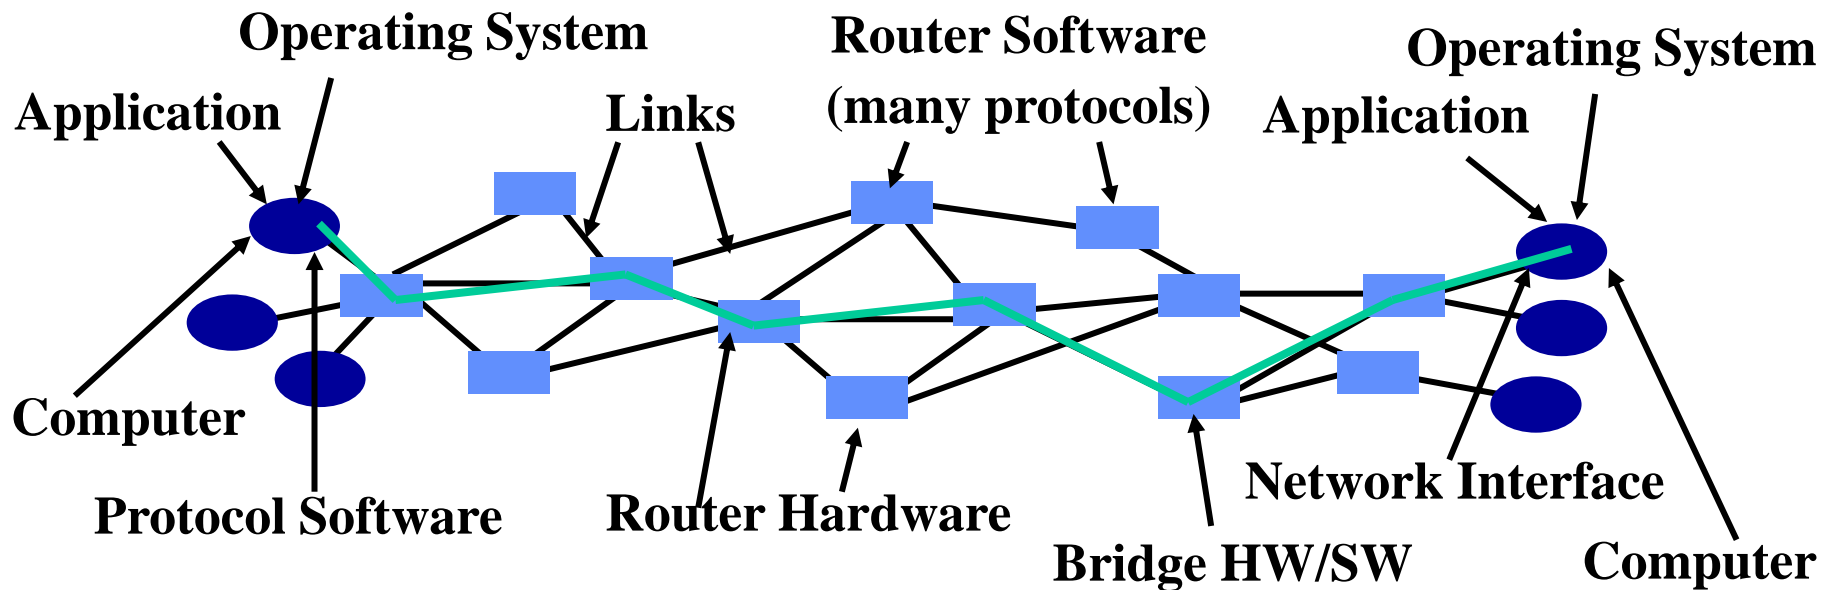 Operating System
Router Software
(many protocols)
Operating System
Application
Links
Application
Computer
Protocol Software
Router Hardware
Network Interface
Bridge HW/SW
Computer